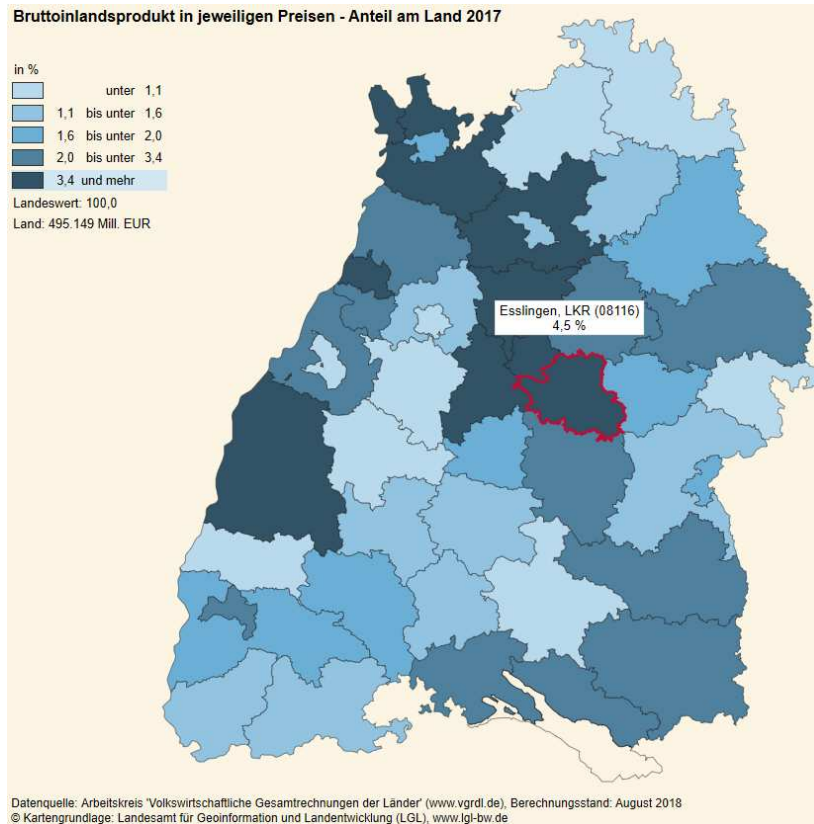 Bruttoinlandsprodukt in jeweiligen Preisen - Anteil am Land 2017
in %
unter 1,1
1,1 bis unter 1,6
1,6 bis unter 2,0
2,0 bis unter 3,4
3,4 und mehr
Landeswert: 100,0
Land: 495.149 Mill. EUR
Esslingen, LKR (08116)
4,5 %
Datenquelle: Arbeitskreis 'Volkswirtschaftliche Gesamtrechnungen der Länder' (www.vgrdl.de), Berechnungsstand: August 2018
© Kartengrundlage: Landesamt für Geoinformation und Landentwicklung (LGL), www.lgl-bw.de